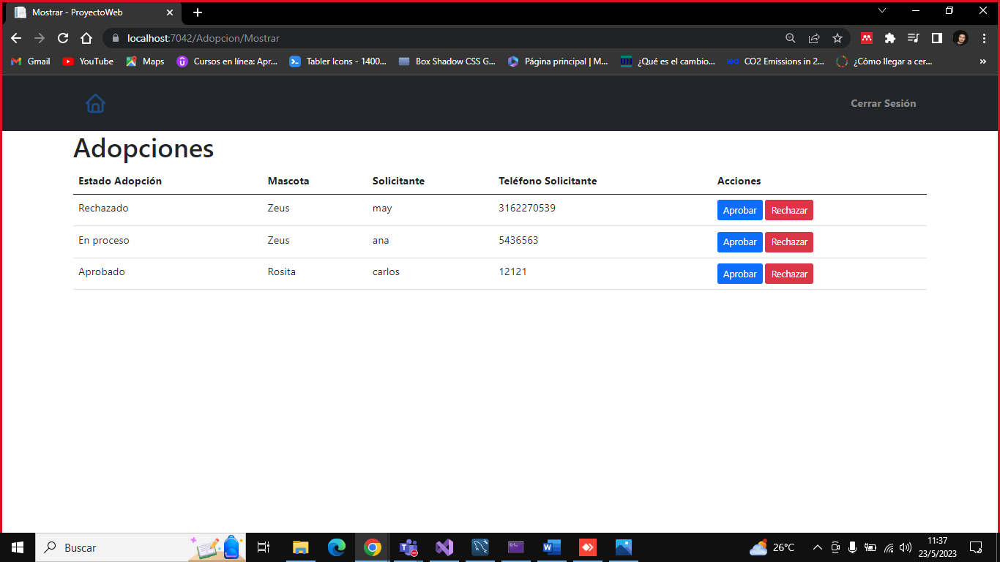 Mostrar - ProyectoWeb
localhost:7042/Adopcion/Mostrar
Gmail YouTube Maps Cursos en línea: Apr... Tabler Icons - 1400... Box Shadow CSS G... Página principal | M... ¿Qué es el cambio... CO2 Emissions in 2... ¿Cómo llegar a cer... »
Cerrar Sesión
Adopciones
Estado Adopción Mascota Solicitante Teléfono Solicitante Acciones
Rechazado Zeus may 3162270539 Aprobar Rechazar
En proceso Zeus ana 5436563 Aprobar Rechazar
Aprobado Rosita carlos 12121 Aprobar Rechazar
Buscar
26°C
11:37
23/5/2023